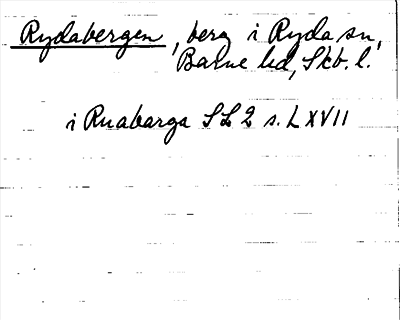 Rydabergen, berg i Ryda sn,
Barne hd, Skb. l.
i Ruabarga SL 2 s. LXVII